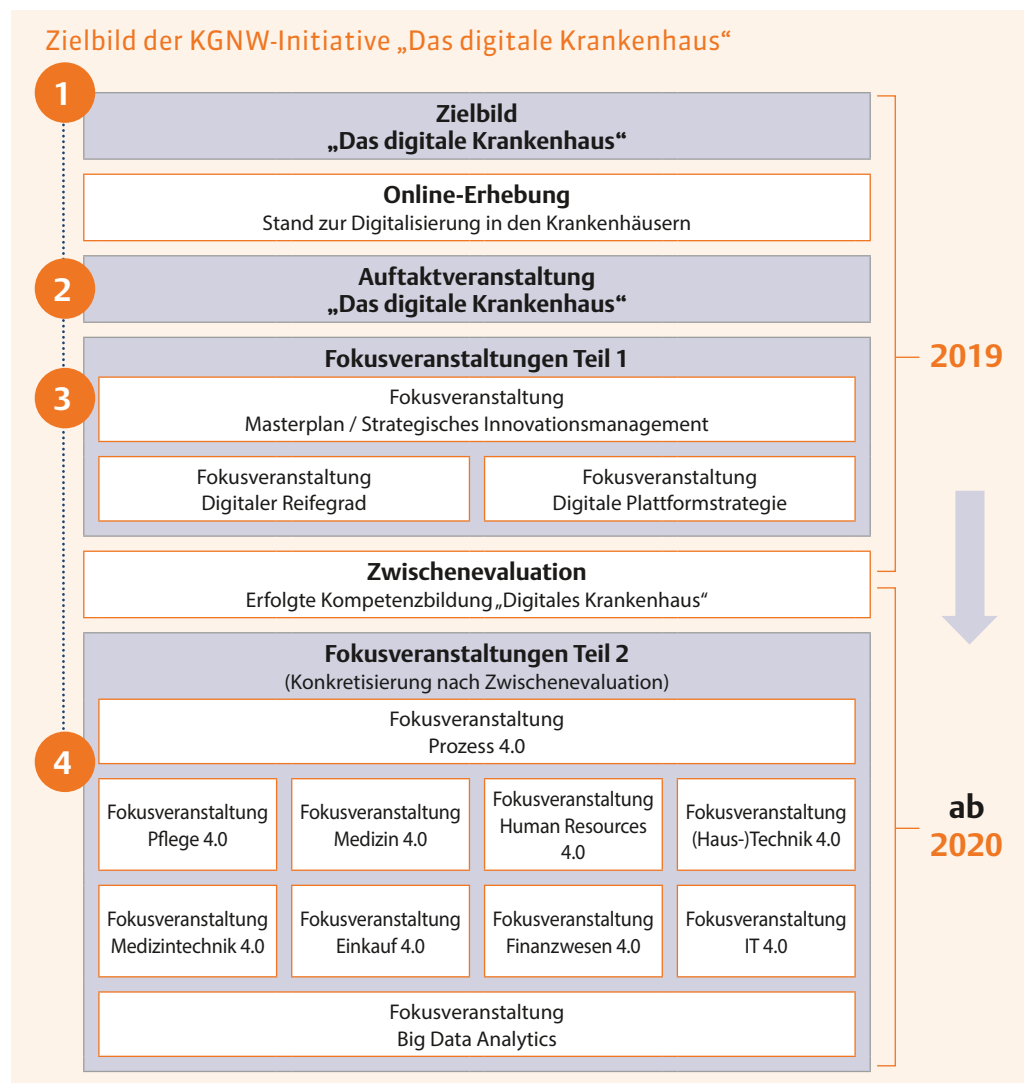 Zielbild der KGNW-Initiative „Das digitale Krankenhaus“
1
Zielbild
„Das digitale Krankenhaus“
Online-Erhebung
Stand zur Digitalisierung in den Krankenhäusern
2
Auftaktveranstaltung
„Das digitale Krankenhaus“
Fokusveranstaltungen Teil 1
3
Fokusveranstaltung
Masterplan / Strategisches Innovationsmanagement
Fokusveranstaltung
Digitaler Reifegrad
Fokusveranstaltung
Digitale Plattformstrategie
2019
Zwischenevaluation
Erfolgte Kompetenzbildung „Digitales Krankenhaus“
Fokusveranstaltungen Teil 2
(Konkretisierung nach Zwischenevaluation)
4
Fokusveranstaltung
Prozess 4.0
Fokusveranstaltung
Pflege 4.0
Fokusveranstaltung
Medizin 4.0
Fokusveranstaltung
Human Resources
4.0
Fokusveranstaltung
(Haus-)Technik 4.0
ab
2020
Fokusveranstaltung
Medizintechnik 4.0
Fokusveranstaltung
Einkauf 4.0
Fokusveranstaltung
Finanzwesen 4.0
Fokusveranstaltung
IT 4.0
Fokusveranstaltung
Big Data Analytics